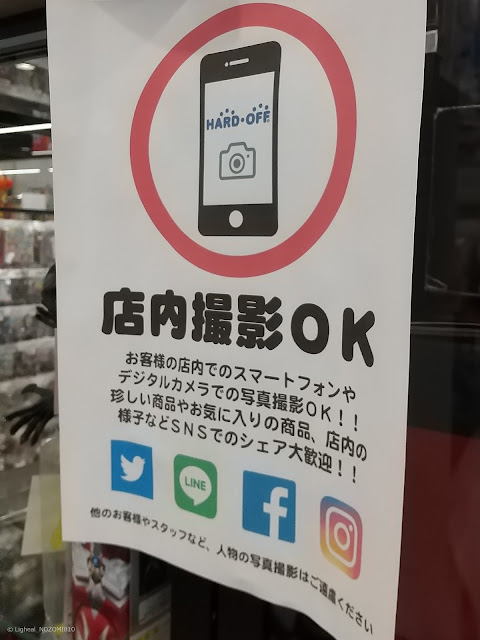 HARD・OFF
店内撮影OK
お客様の店内でのスマートフォンや
デジタルカメラでの写真撮影OK！！
珍しい商品やお気に入りの商品、店内の
様子などSNSでのシェア大歓迎！！
LINE
他のお客様やスタッフなど、人物の写真撮影はご遠慮ください
© Ligheal_NOZOMI810